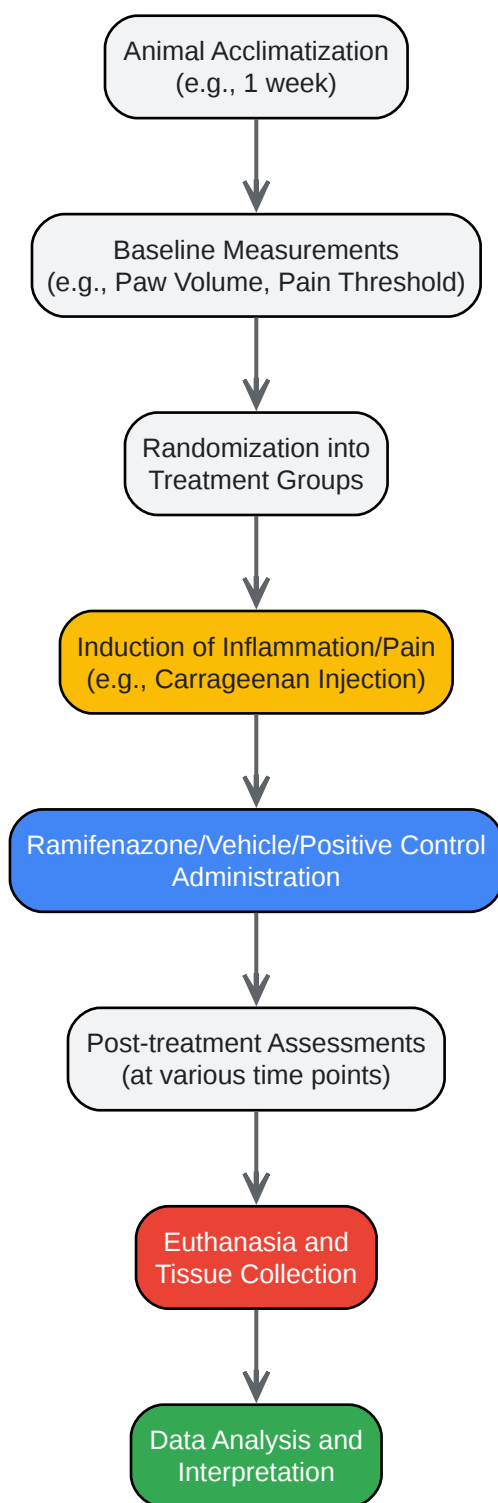 Animal Acclimatization
(e.g., 1 week)
Baseline Measurements
(e.g., Paw Volume, Pain Threshold)
Randomization into
Treatment Groups
Induction of Inflammation/Pain
(e.g., Carrageenan Injection)
Ramifenazone/Vehicle/Positive Control
Administration
Post-treatment Assessments
(at various time points)
Euthanasia and
Tissue Collection
Data Analysis and
Interpretation